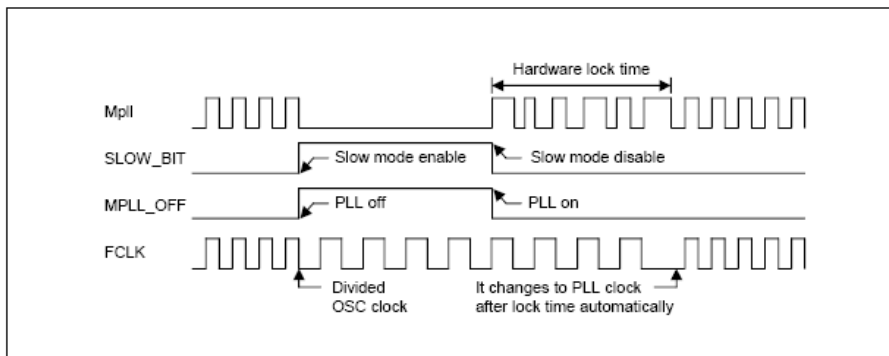 Hardware lock time
Mpll
SLOW_BIT
Slow mode enable
Slow mode disable
MPLL_OFF
PLL off
PLL on
FCLK
Divided
OSC clock
It changes to PLL clock
after lock time automatically